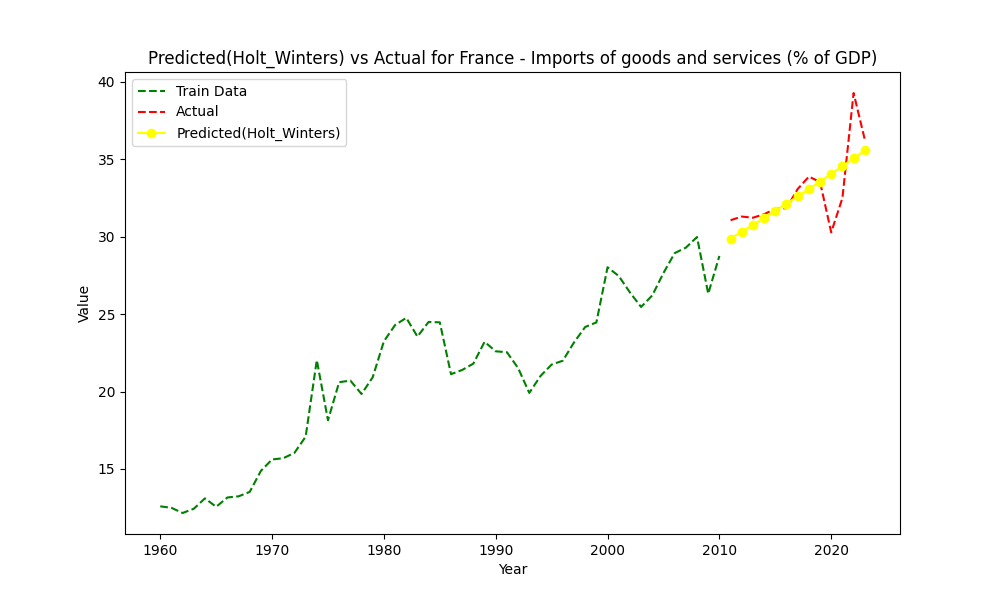 Predicted(Holt_Winters) vs Actual for France - Imports of goods and services (% of GDP)
Train Data
Actual
Predicted(Holt_Winters)
40
35
30
25
20
15
Value
1960 1970 1980 1990 2000 2010 2020
Year